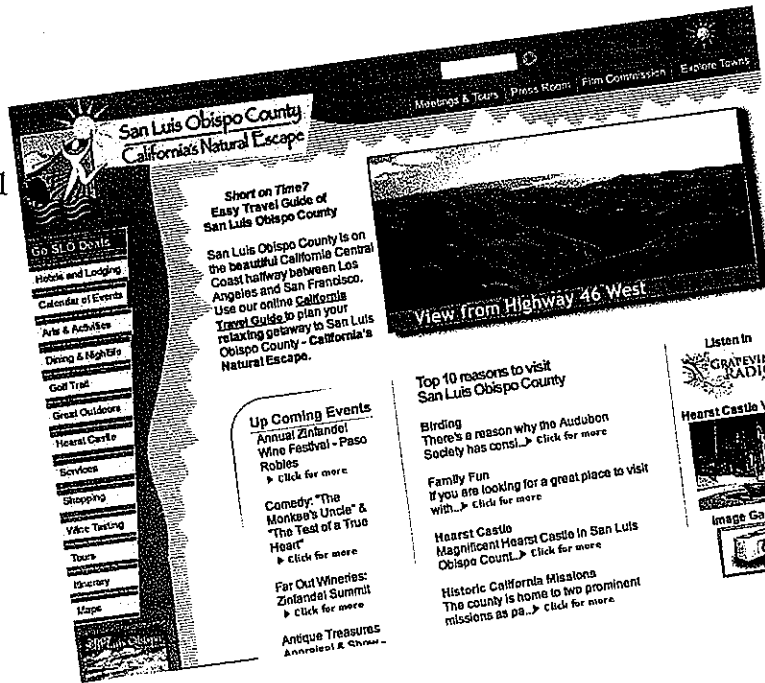 Meetings & Tours | Press Room | Film Commission | Explore Towns
San Luis Obispo County
California's Natural Escape
Go SLO Deals
Hotels and Lodging
Calendar of Events
Arts & Activities
Dining & Nightlife
Golf Trail
Great Outdoors
Hearst Castle
Services
Shopping
Wine Tasting
Tours
Itinerary
Maps
Short on Time?
Easy Travel Guide of
San Luis Obispo County
San Luis Obispo County is on
the beautiful California Central
Coast halfway between Los
Angeles and San Francisco.
Use our online California
Travel Guide to plan your
relaxing getaway to San Luis
Obispo County - California's
Natural Escape.
View from Highway 46 West
Up Coming Events
Annual Zinfandel
Wine Festival - Paso
Robles
Click for more
Comedy: "The
Monkee's Uncle" &
"The Test of a True
Heart"
Click for more
Far Out Wineries:
Zinfandel Summit
Click for more
Antique Treasures
Appraisal & Show -
Top 10 reasons to visit
San Luis Obispo County
Birding
There's a reason why the Audubon
Society has consi... Click for more
Family Fun
If you are looking for a great place to visit
with... Click for more
Hearst Castle
Magnificent Hearst Castle in San Luis
Obispo Count... Click for more
Historic California Missions
The county is home to two prominent
missions as pa... Click for more
Listen in
GRAPEVIN
RADI
Hearst Castle V
Image Ga